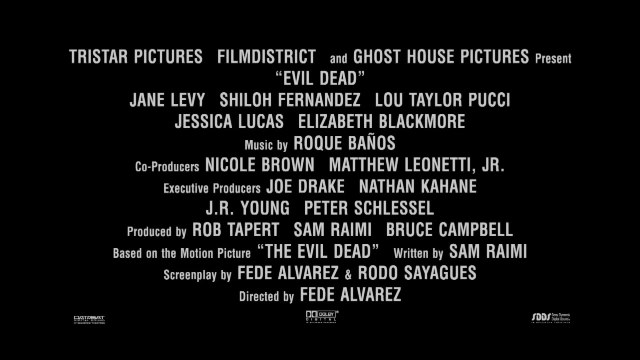 TRISTAR PICTURES FILMDISTRICT and GHOST HOUSE PICTURES Present
“EVIL DEAD”
JANE LEVY SHILOH FERNANDEZ LOU TAYLOR PUCCI
JESSICA LUCAS ELIZABETH BLACKMORE
Music by ROQUE BAÑOS
Co-Producers NICOLE BROWN MATTHEW LEONETTI, JR.
Executive Producers JOE DRAKE NATHAN KAHANE
J.R. YOUNG PETER SCHLESSEL
Produced by ROB TAPERT SAM RAIMI BRUCE CAMPBELL
Based on the Motion Picture “THE EVIL DEAD” Written by SAM RAIMI
Screenplay by FEDE ALVAREZ & RODO SAYAGUES
Directed by FEDE ALVAREZ
DOLBY DIGITAL SDDS